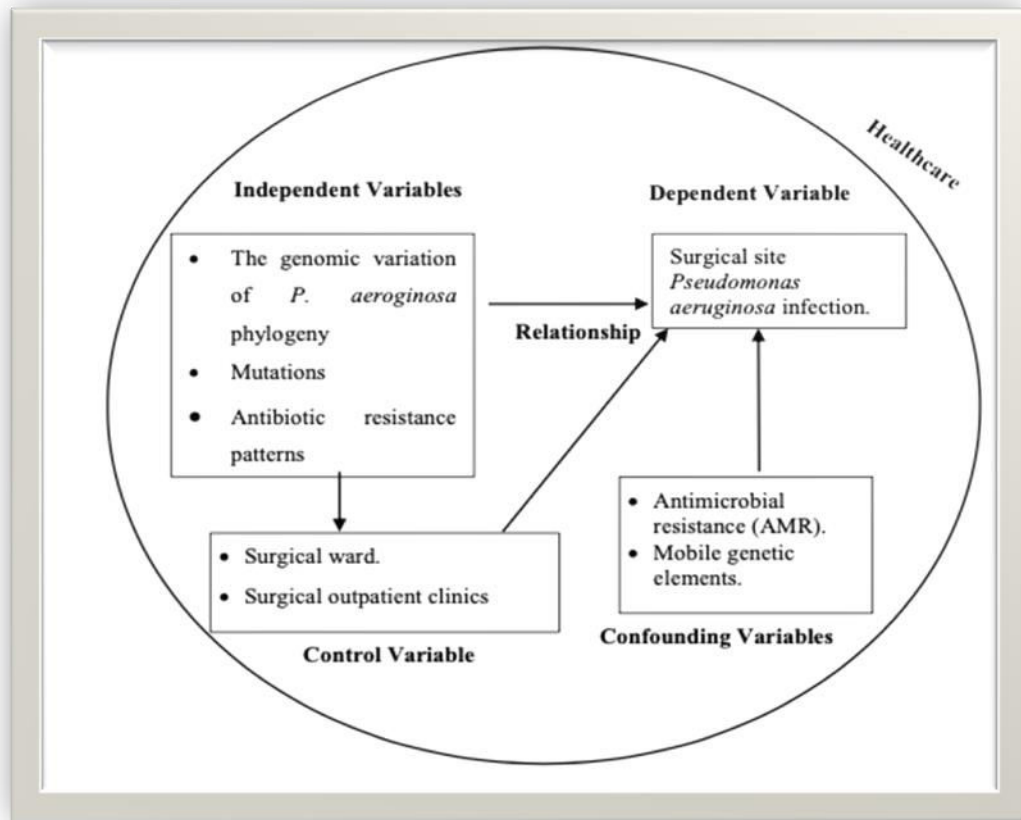 Healthcare
Independent Variables
• The genomic variation
of P. aeroginosa
phylogeny
• Mutations
• Antibiotic resistance
patterns
Relationship
Dependent Variable
Surgical site
Pseudomonas
aeruginosa infection.
• Surgical ward.
• Surgical outpatient clinics
Control Variable
• Antimicrobial
resistance (AMR).
• Mobile genetic
elements.
Confounding Variables